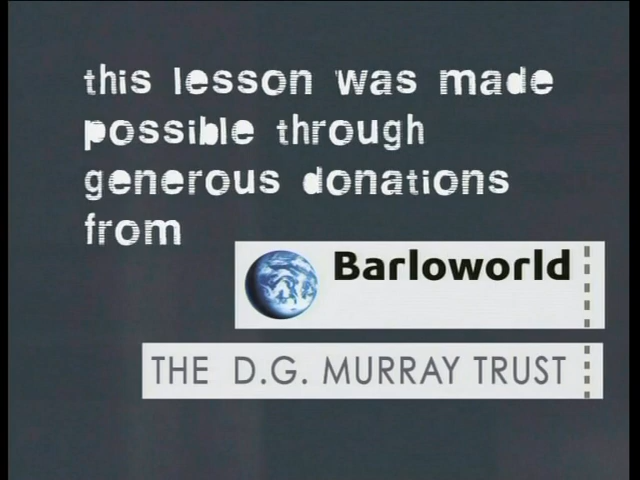 this lesson was made
possible through
generous donations
from
Barloworld
THE D.G. MURRAY TRUST